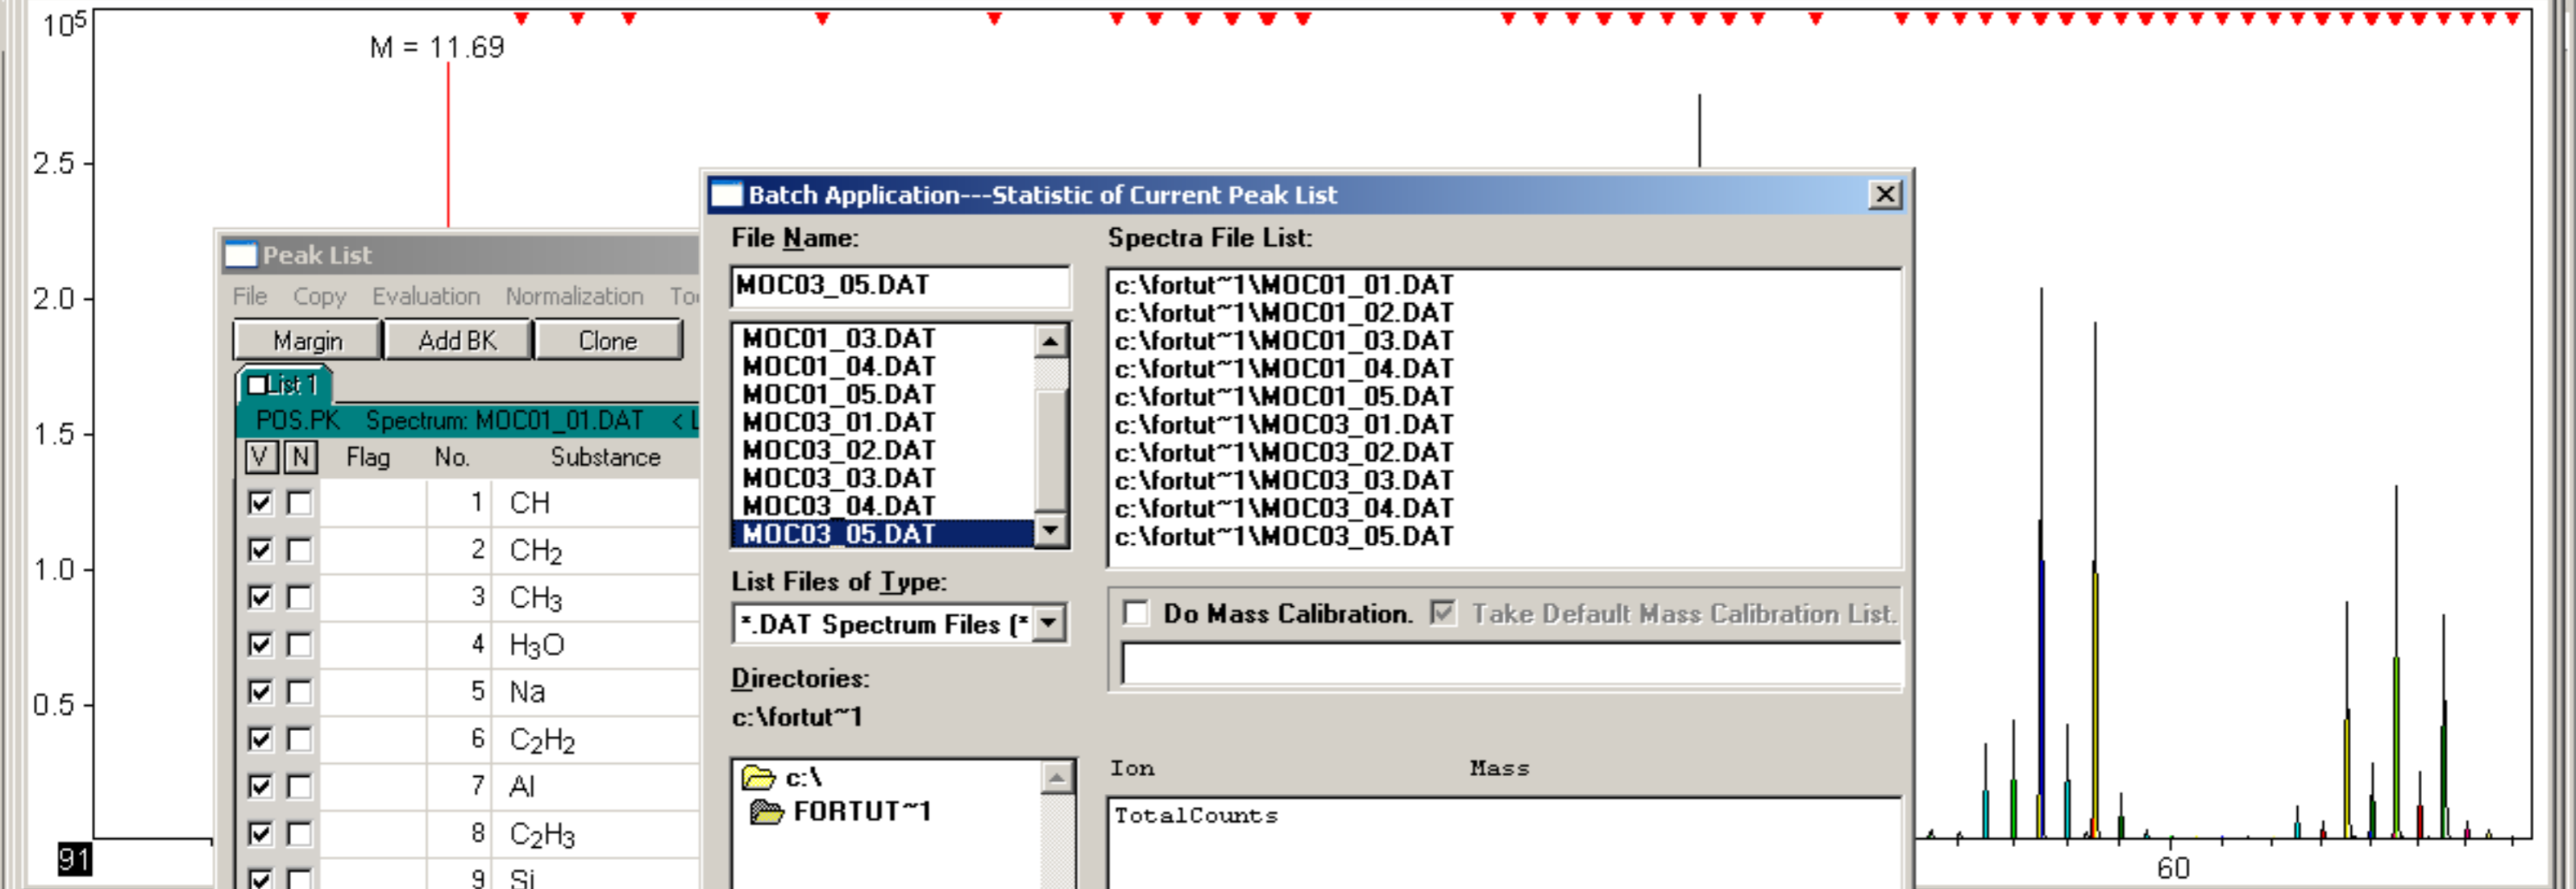 10⁵
M = 11.69
2.5
2.0
1.5
1.0
0.5
91
60
Peak List
File Copy Evaluation Normalization
Margin Add BK Clone
List 1
POS.PK Spectrum: MOC01_01.DAT <
V N Flag No. Substance
1 CH
2 CH₂
3 CH₃
4 H₃O
5 Na
6 C₂H₂
7 Al
8 C₂H₃
9 Si
Batch Application---Statistic of Current Peak List
File Name:
MOC03_05.DAT
MOC01_03.DAT
MOC01_04.DAT
MOC01_05.DAT
MOC03_01.DAT
MOC03_02.DAT
MOC03_03.DAT
MOC03_04.DAT
MOC03_05.DAT
List Files of Type:
*.DAT Spectrum Files (*
Directories:
c:\fortut~1
c:\
FORTUT~1
Spectra File List:
c:\fortut~1\MOC01_01.DAT
c:\fortut~1\MOC01_02.DAT
c:\fortut~1\MOC01_03.DAT
c:\fortut~1\MOC01_04.DAT
c:\fortut~1\MOC01_05.DAT
c:\fortut~1\MOC03_01.DAT
c:\fortut~1\MOC03_02.DAT
c:\fortut~1\MOC03_03.DAT
c:\fortut~1\MOC03_04.DAT
c:\fortut~1\MOC03_05.DAT
Do Mass Calibration. Take Default Mass Calibration List.
Ion Mass
TotalCounts